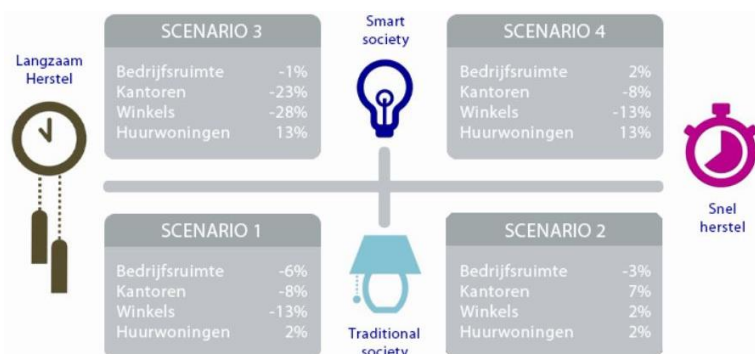 SCENARIO 3
Bedrijfsruimte -1%
Kantoren -23%
Winkels -28%
Huurwoningen 13%
Smart
society
SCENARIO 4
Bedrijfsruimte 2%
Kantoren -8%
Winkels -13%
Huurwoningen 13%
Langzaam
Herstel
Snel
herstel
SCENARIO 1
Bedrijfsruimte -6%
Kantoren -8%
Winkels -13%
Huurwoningen 2%
Traditional
society
SCENARIO 2
Bedrijfsruimte -3%
Kantoren 7%
Winkels 2%
Huurwoningen 2%